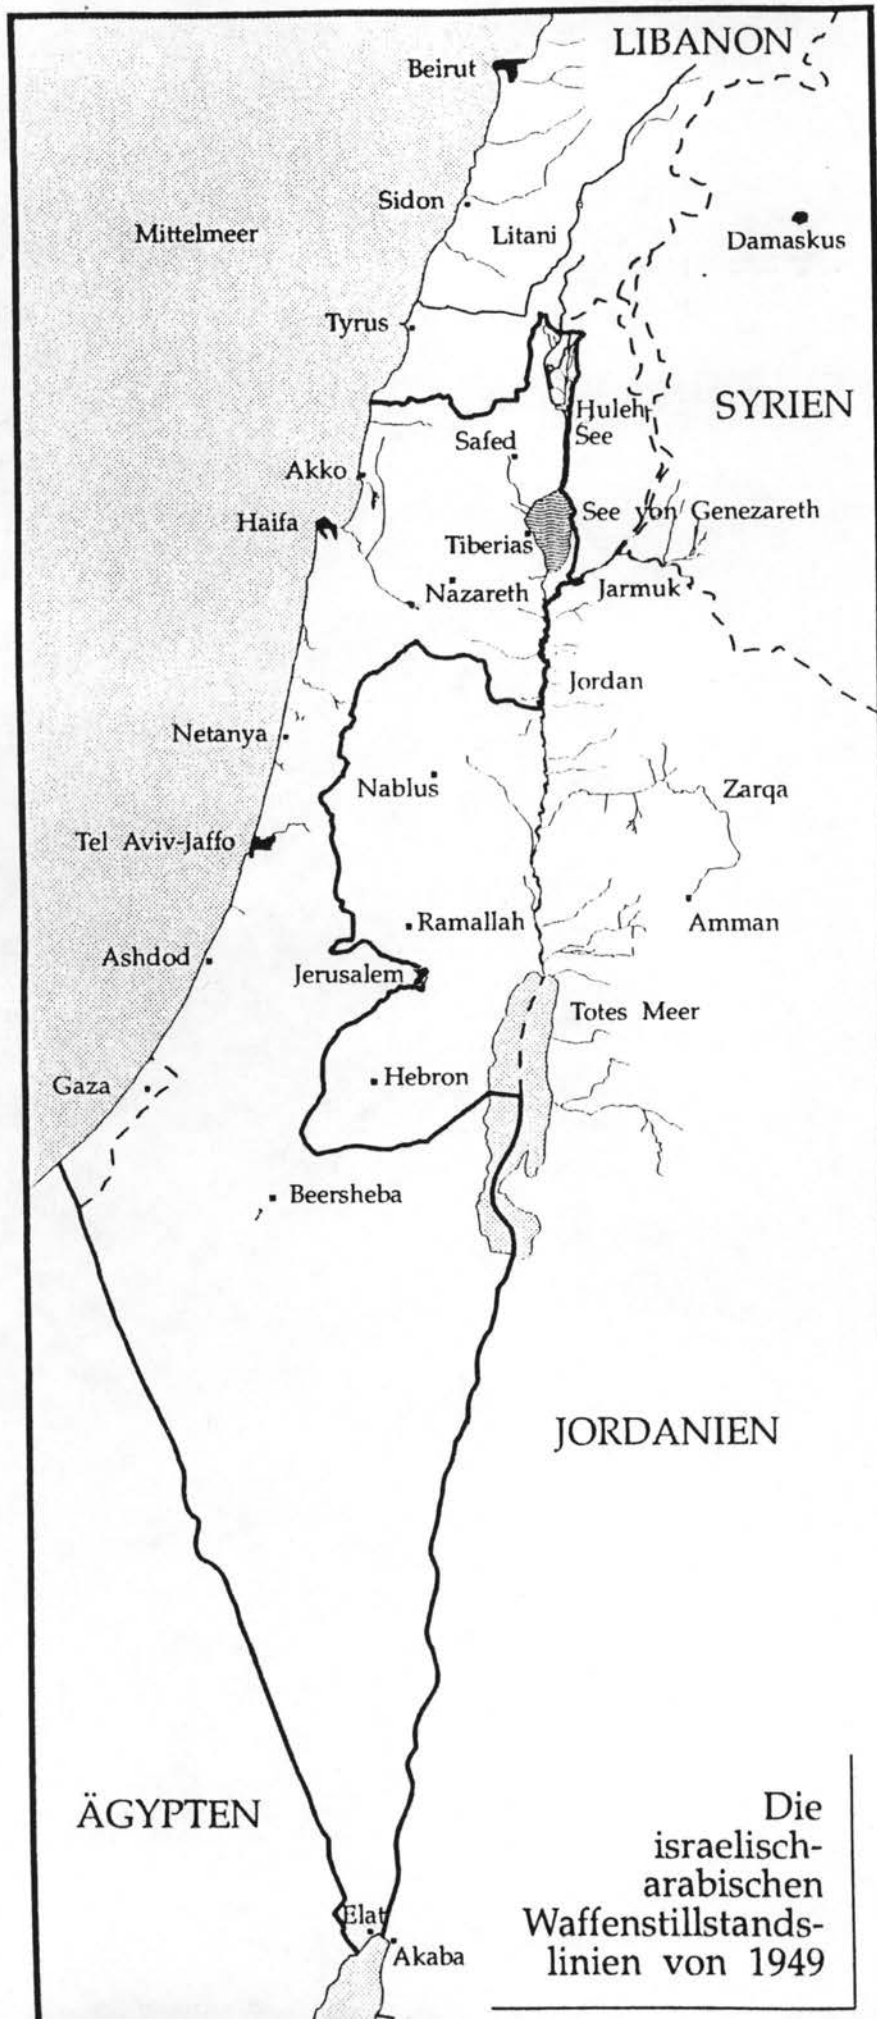 LIBANON
Beirut
Sidon
Litani
Mittelmeer
Damaskus
Tyrus
SYRIEN
Huleh
See
Safed
Akko
See von Genezareth
Haifa
Tiberias
Nazareth
Jarmuk
Jordan
Netanya
Nablus
Zarqa
Tel Aviv-Jaffo
Ramallah
Amman
Ashdod
Jerusalem
Totes Meer
Gaza
Hebron
Beersheba
JORDANIEN
ÄGYPTEN
Die
israelisch-
arabischen
Waffenstillstands-
linien von 1949
Elat
Akaba